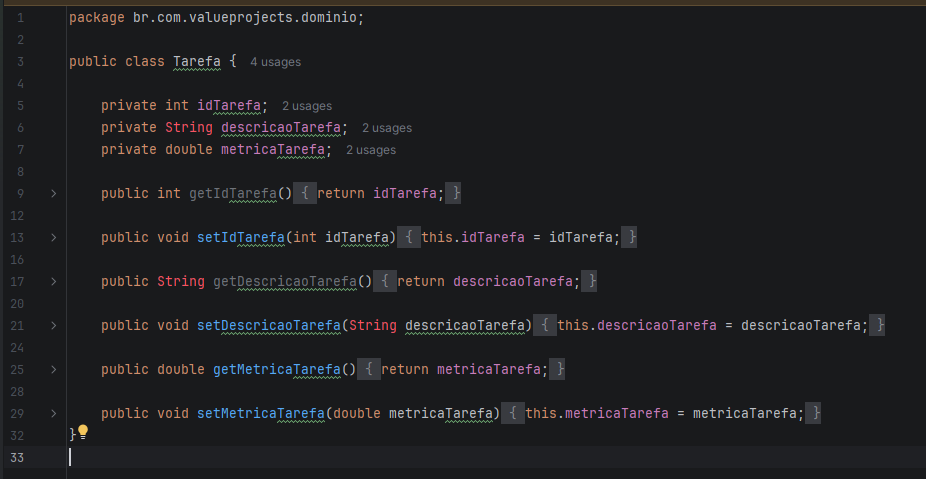 1 package br.com.valueprojects.dominio;
2
3 public class Tarefa { 4 usages
4
5 private int idTarefa; 2 usages
6 private String descricaoTarefa; 2 usages
7 private double metricaTarefa; 2 usages
8
9 public int getIdTarefa() { return idTarefa; }
12
13 public void setIdTarefa(int idTarefa) { this.idTarefa = idTarefa; }
16
17 public String getDescricaoTarefa() { return descricaoTarefa; }
20
21 public void setDescricaoTarefa(String descricaoTarefa) { this.descricaoTarefa = descricaoTarefa; }
24
25 public double getMetricaTarefa() { return metricaTarefa; }
28
29 public void setMetricaTarefa(double metricaTarefa) { this.metricaTarefa = metricaTarefa; }
32 }
33